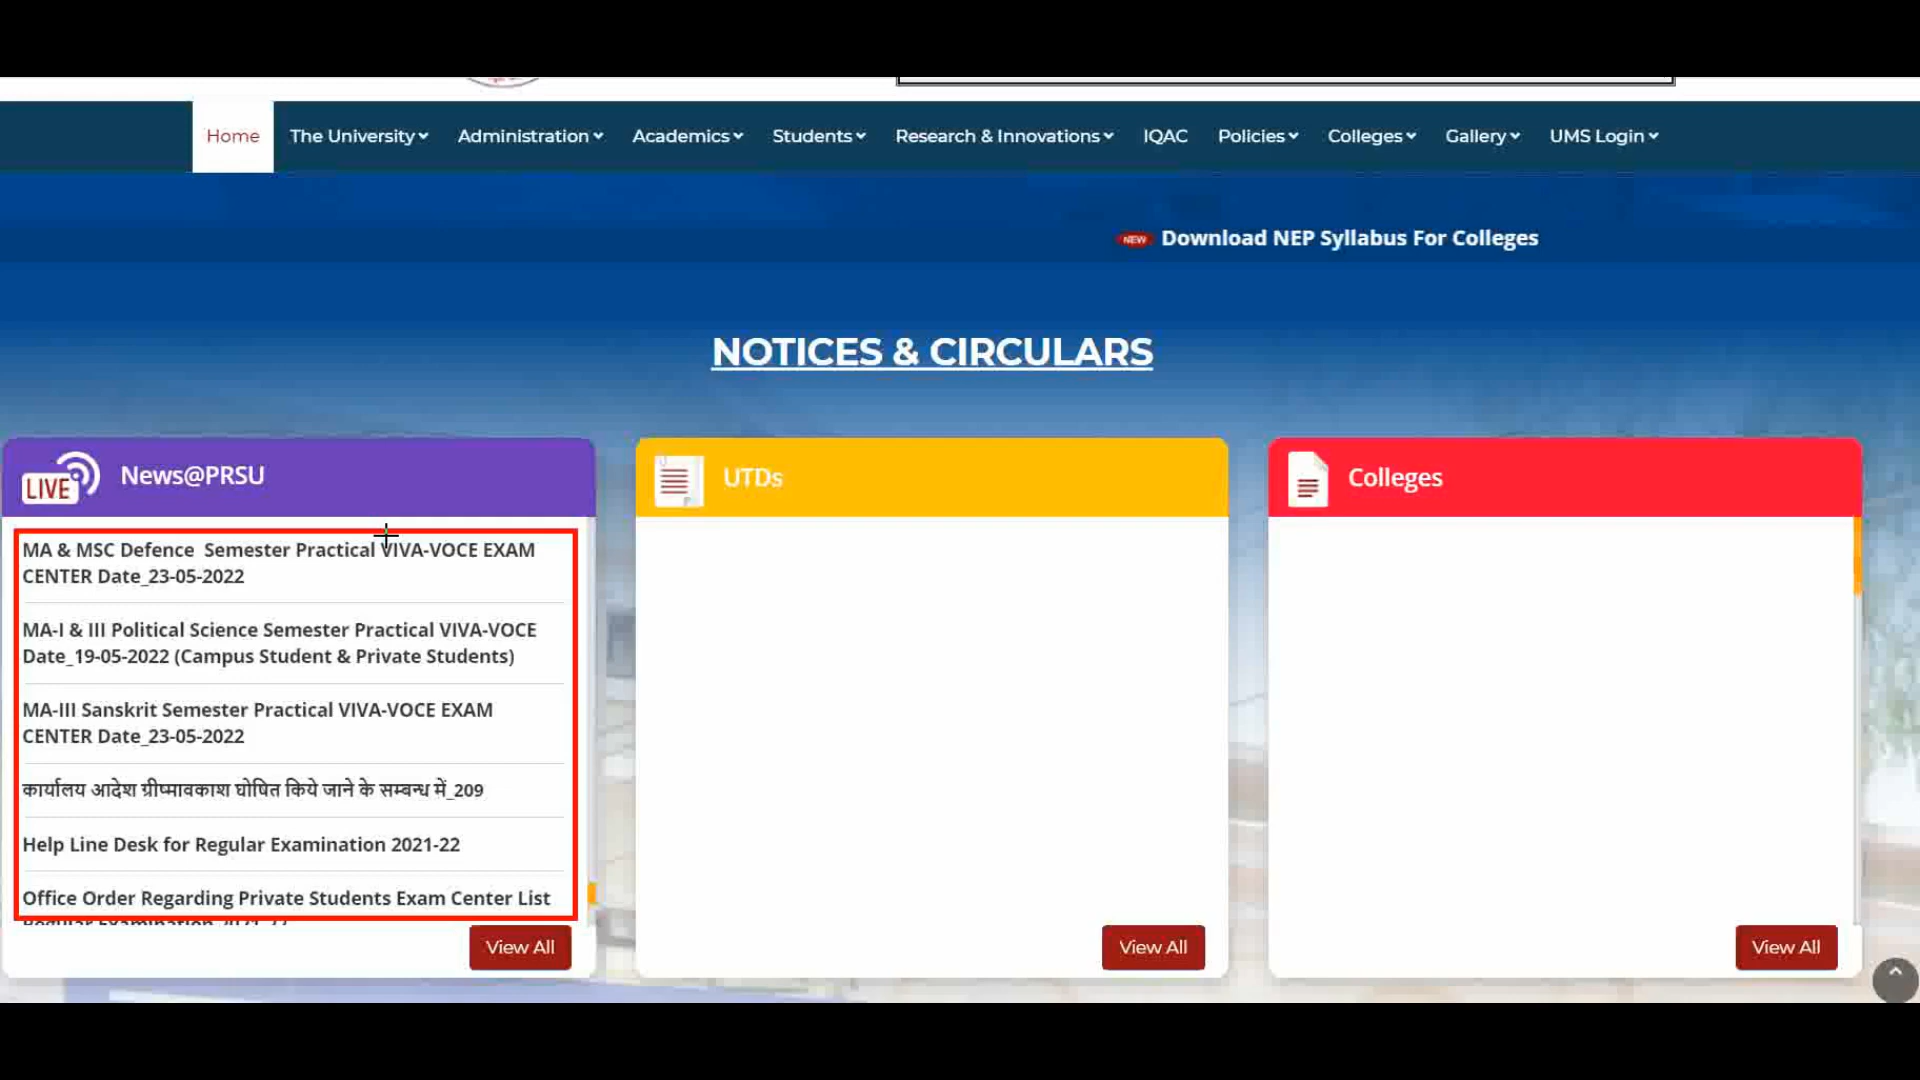 Home The University Administration Academics Students Research & Innovations IQAC Policies Colleges Gallery UMS Login
NEW Download NEP Syllabus For Colleges
NOTICES & CIRCULARS
LIVE News@PRSU
MA & MSC Defence Semester Practical VIVA-VOCE EXAM
CENTER Date_23-05-2022
MA-I & III Political Science Semester Practical VIVA-VOCE
Date_19-05-2022 (Campus Student & Private Students)
MA-III Sanskrit Semester Practical VIVA-VOCE EXAM
CENTER Date_23-05-2022
कार्यालय आदेश ग्रीष्मावकाश घोषित किये जाने के सम्बन्ध में_209
Help Line Desk for Regular Examination 2021-22
Office Order Regarding Private Students Exam Center List
Regular Examination 2021-22
View All
UTDs
View All
Colleges
View All